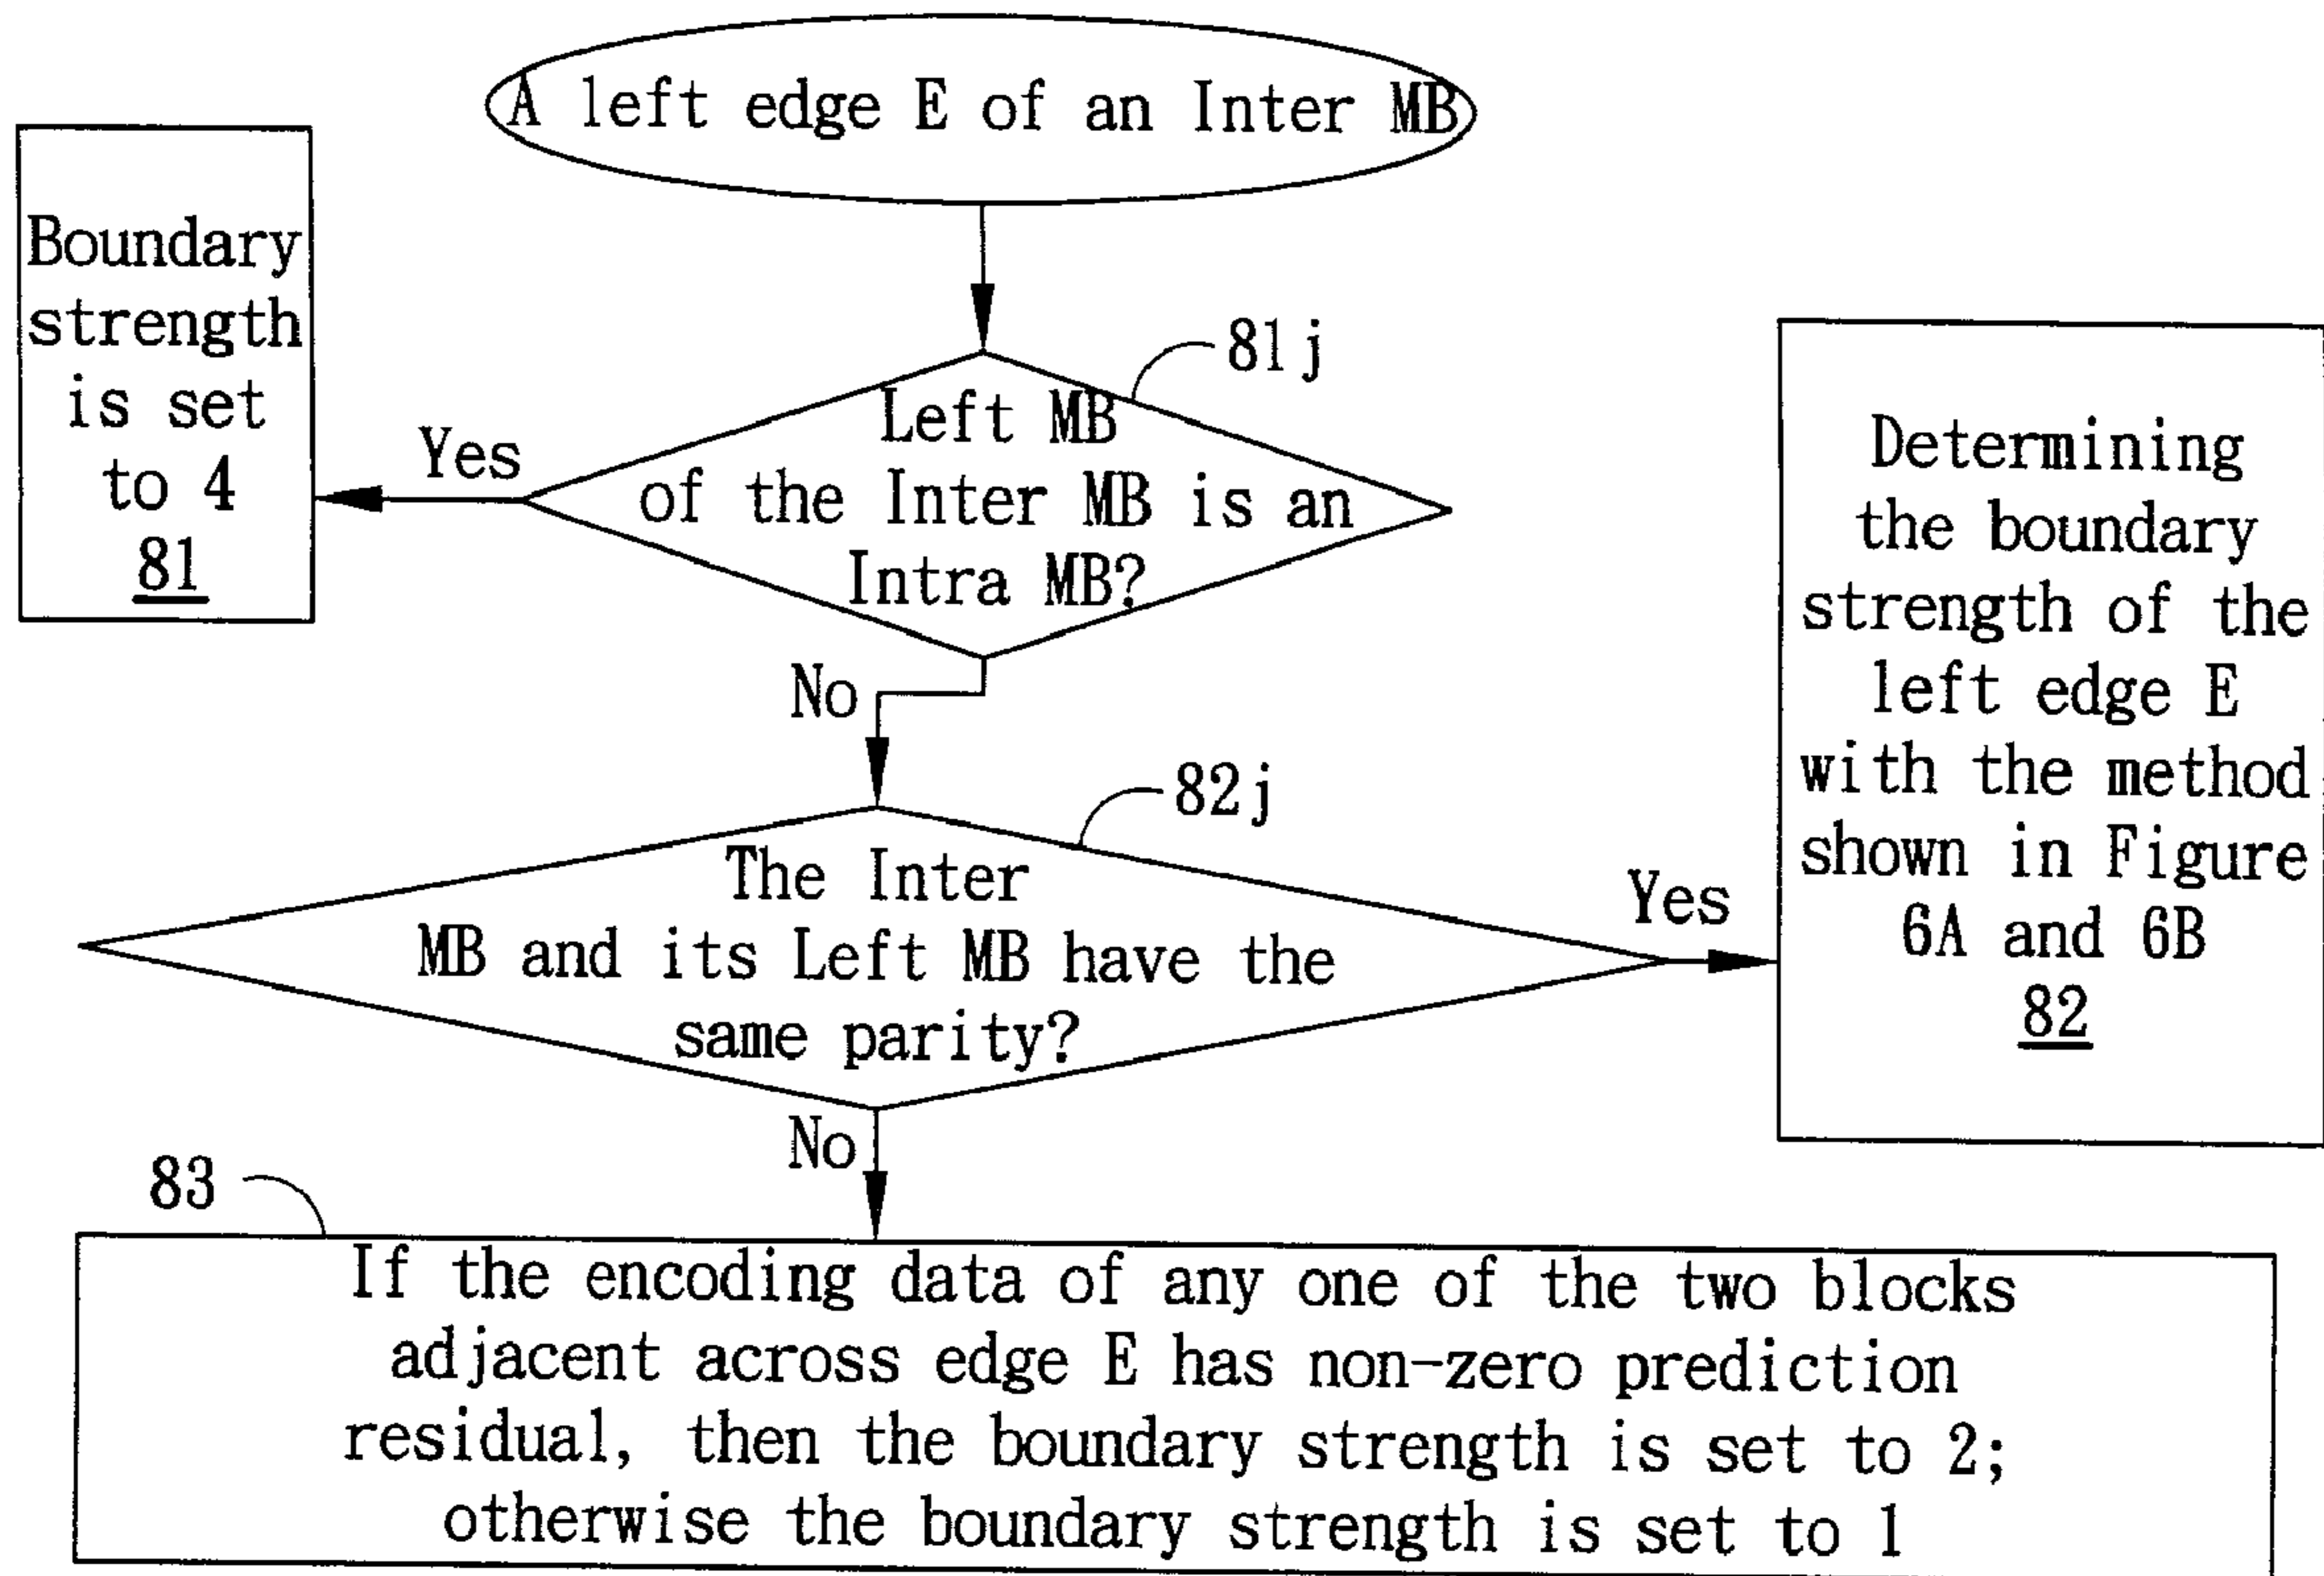 A left edge E of an Inter MB
Boundary
strength
is set
to 4
81
81j
Left MB
of the Inter MB is an
Intra MB?
Yes
No
82j
The Inter
MB and its Left MB have the
same parity?
Yes
Determining
the boundary
strength of the
left edge E
with the method
shown in Figure
6A and 6B
82
No
83
If the encoding data of any one of the two blocks
adjacent across edge E has non-zero prediction
residual, then the boundary strength is set to 2;
otherwise the boundary strength is set to 1